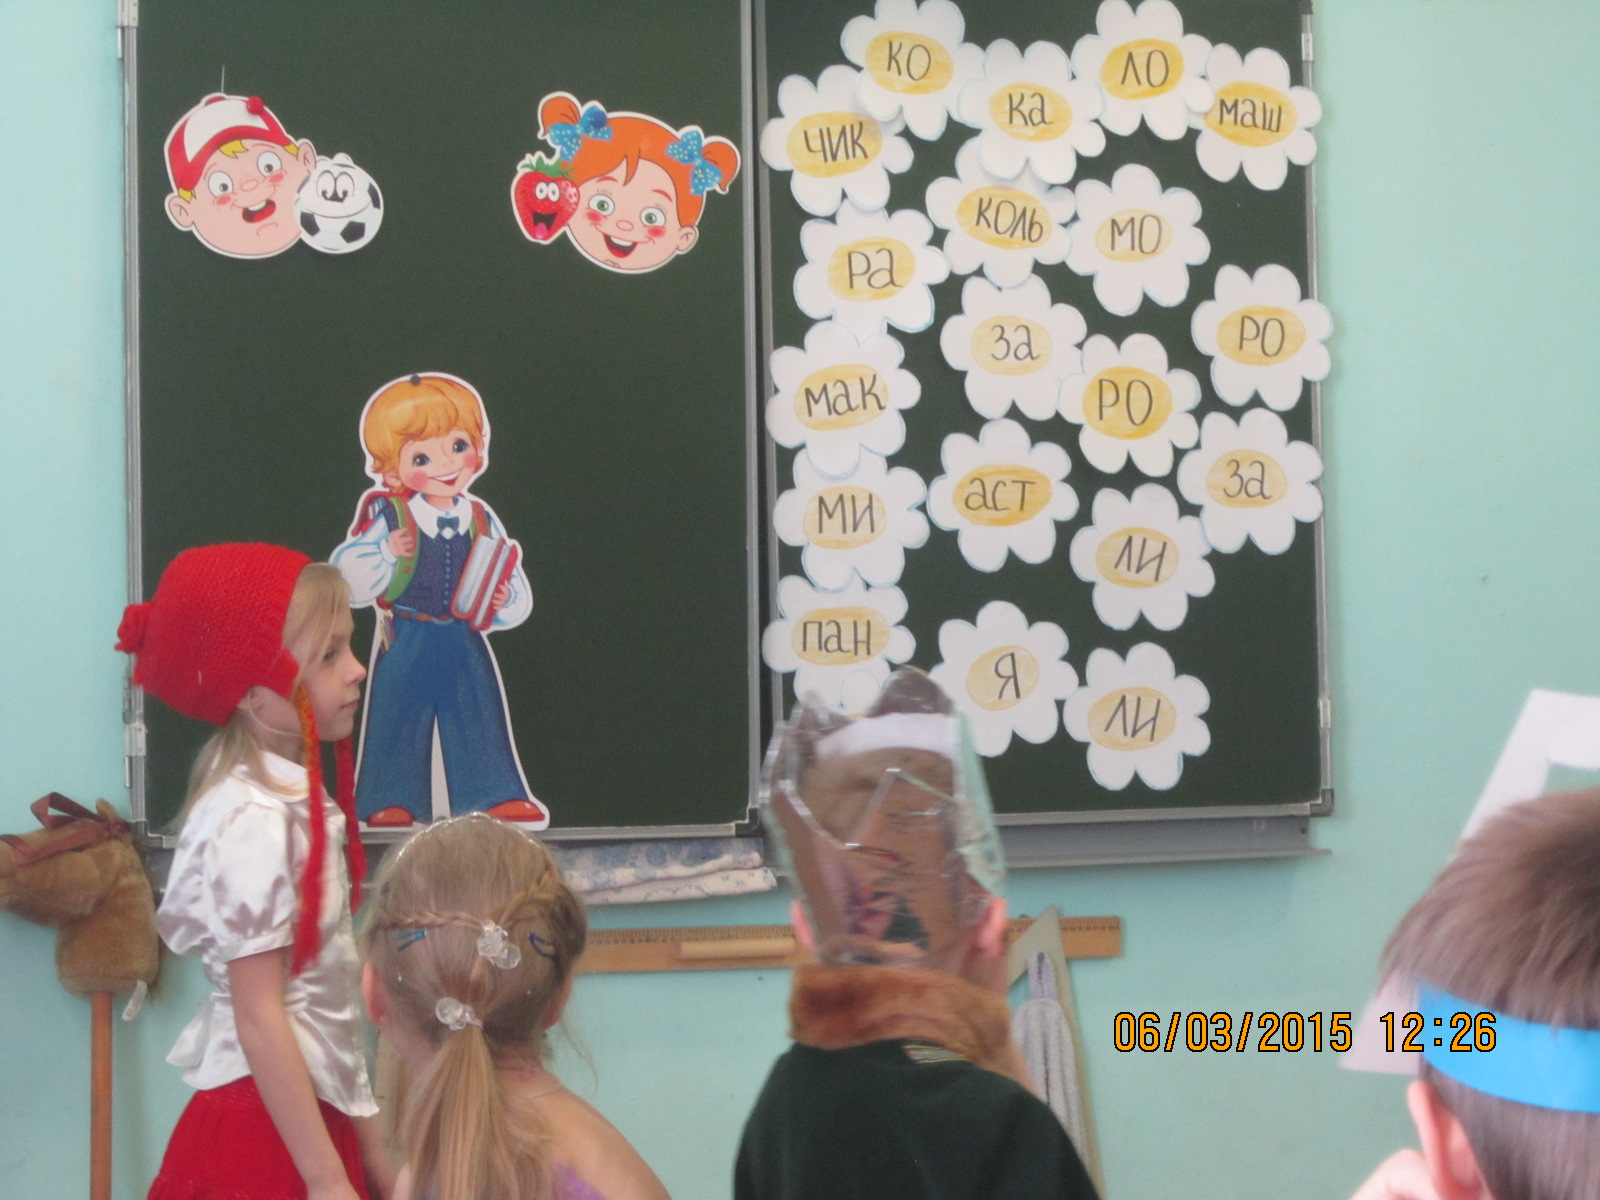 КО
ЛО
ка
маш
ЧИК
КОЛЬ
МО
Ра
За
РО
мак
РО
аст
За
МИ
ЛИ
пан
Я
ЛИ
06/03/2015 12:26